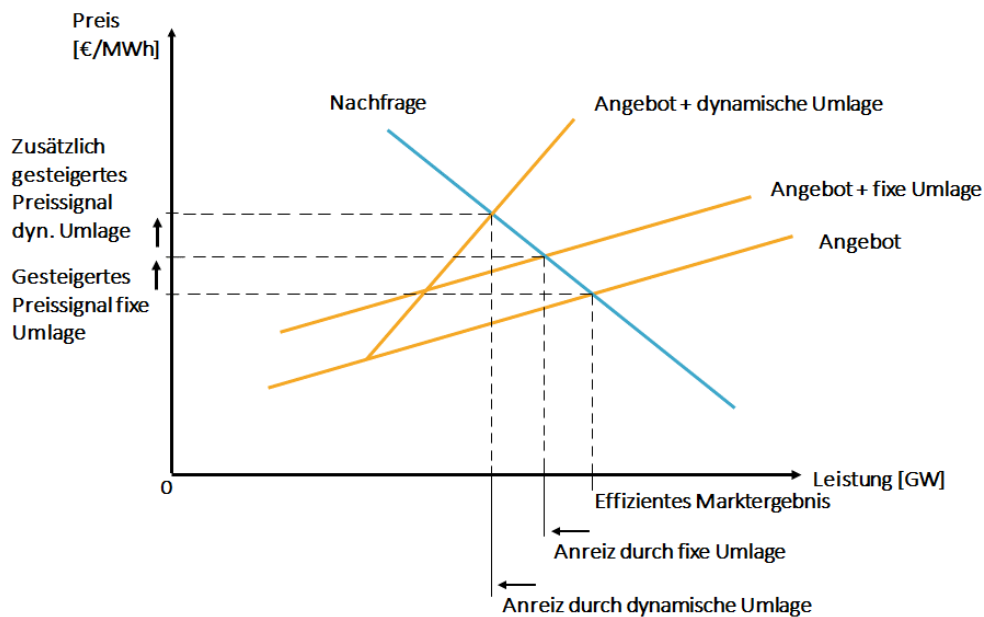 Preis
[€/MWh]
Nachfrage
Angebot + dynamische Umlage
Zusätzlich
gesteigertes
Preissignal
dyn. Umlage
Angebot + fixe Umlage
Angebot
Gesteigertes
Preissignal fixe
Umlage
0
Leistung [GW]
Effizientes Marktergebnis
Anreiz durch fixe Umlage
Anreiz durch dynamische Umlage